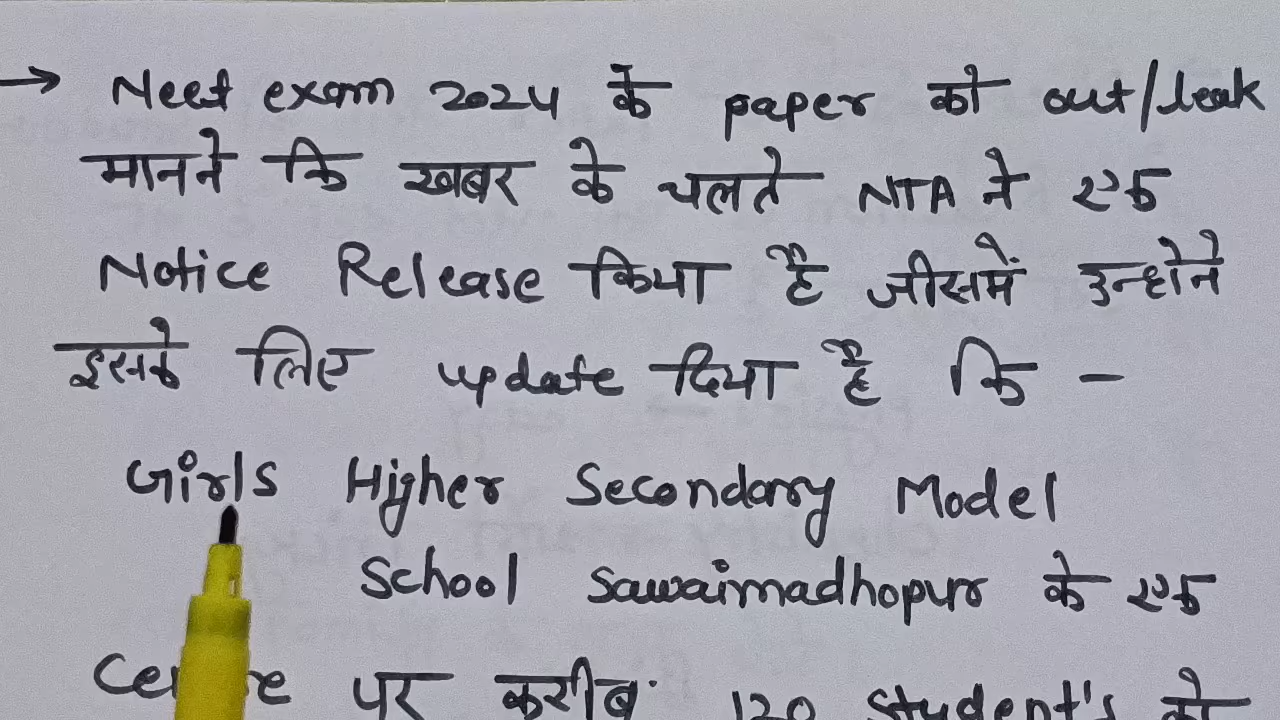 → Neet exam 2024 के paper को out/leak
मानने कि खबर के चलते NTA ने एक
Notice Release किया है जीसमें उन्होने
इसके लिए update दिया है कि -
Girls Higher Secondary Model
School Sawaimadhopur के एक
पर करीब 120 Student's को